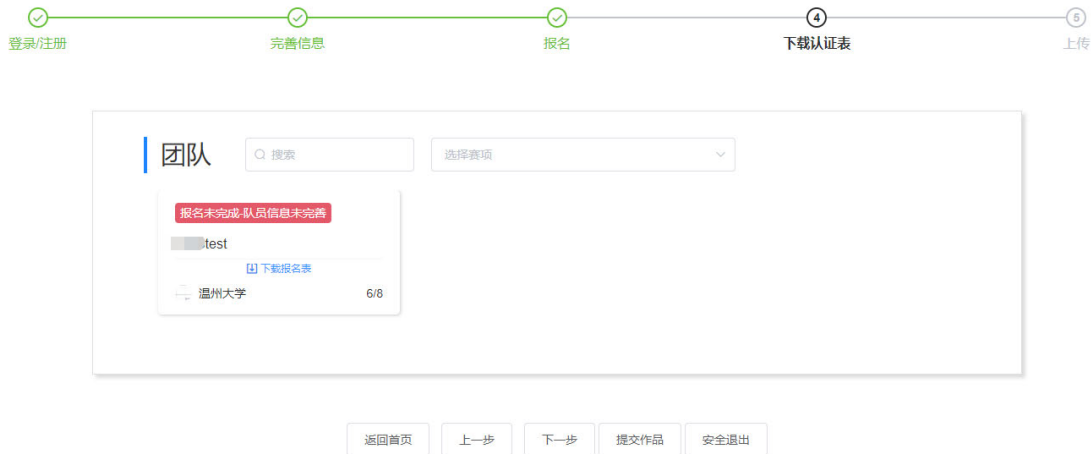 4
5
登录/注册
完善信息
报名
下载认证表
上传
团队
搜索
选择赛项
报名未完成-队员信息未完善
test
下载报名表
温州大学
6/8
返回首页
上一步
下一步
提交作品
安全退出